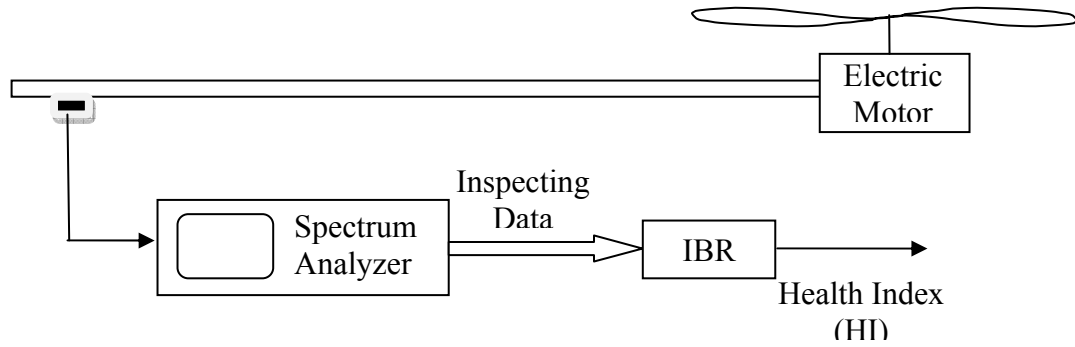 Electric
Motor
Inspecting
Data
Spectrum
Analyzer
IBR
Health Index
(HI)